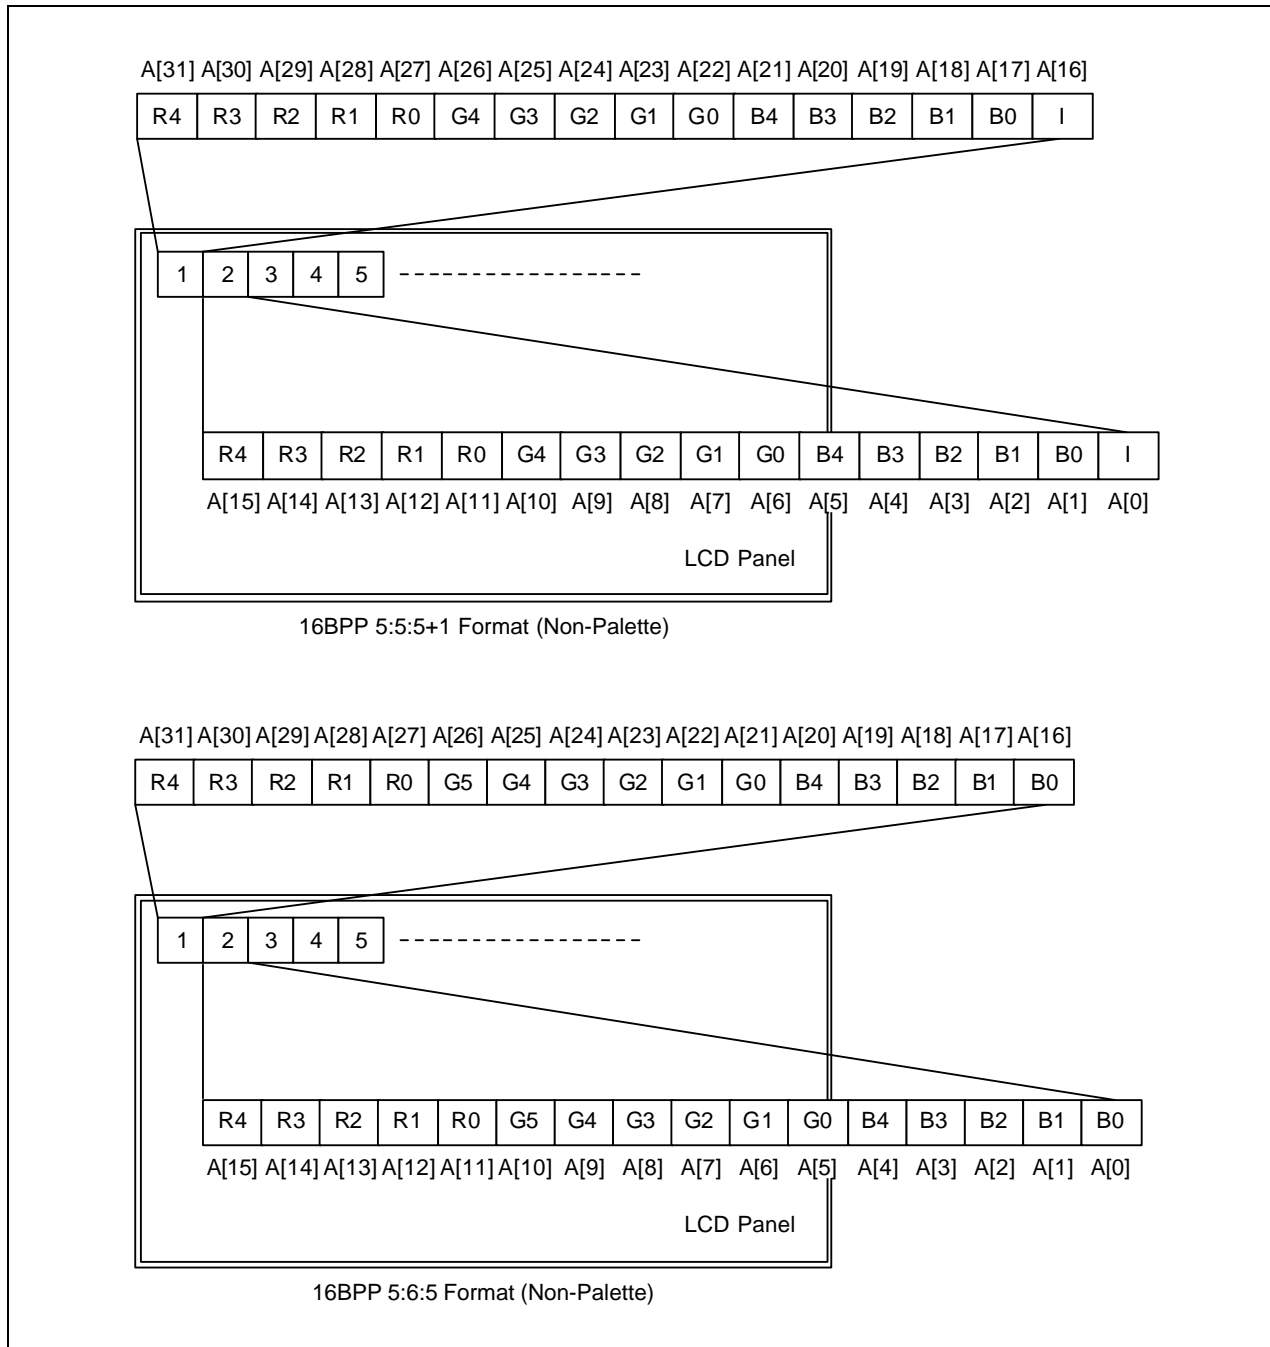 A[31] A[30] A[29] A[28] A[27] A[26] A[25] A[24] A[23] A[22] A[21] A[20] A[19] A[18] A[17] A[16]
R4 R3 R2 R1 R0 G4 G3 G2 G1 G0 B4 B3 B2 B1 B0 I
1 2 3 4 5
R4 R3 R2 R1 R0 G4 G3 G2 G1 G0 B4 B3 B2 B1 B0 I
A[15] A[14] A[13] A[12] A[11] A[10] A[9] A[8] A[7] A[6] A[5] A[4] A[3] A[2] A[1] A[0]
LCD Panel
16BPP 5:5:5+1 Format (Non-Palette)
A[31] A[30] A[29] A[28] A[27] A[26] A[25] A[24] A[23] A[22] A[21] A[20] A[19] A[18] A[17] A[16]
R4 R3 R2 R1 R0 G5 G4 G3 G2 G1 G0 B4 B3 B2 B1 B0
1 2 3 4 5
R4 R3 R2 R1 R0 G5 G4 G3 G2 G1 G0 B4 B3 B2 B1 B0
A[15] A[14] A[13] A[12] A[11] A[10] A[9] A[8] A[7] A[6] A[5] A[4] A[3] A[2] A[1] A[0]
LCD Panel
16BPP 5:6:5 Format (Non-Palette)